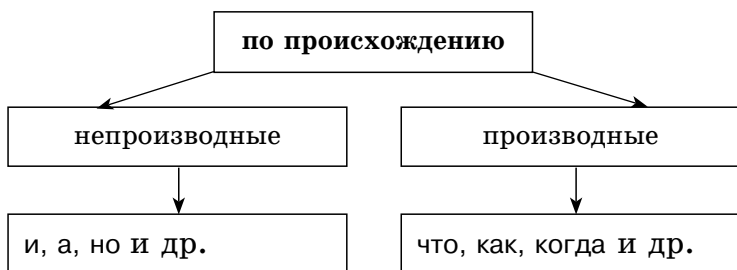 по происхождению
непроизводные
производные
и, а, но и др.
что, как, когда и др.